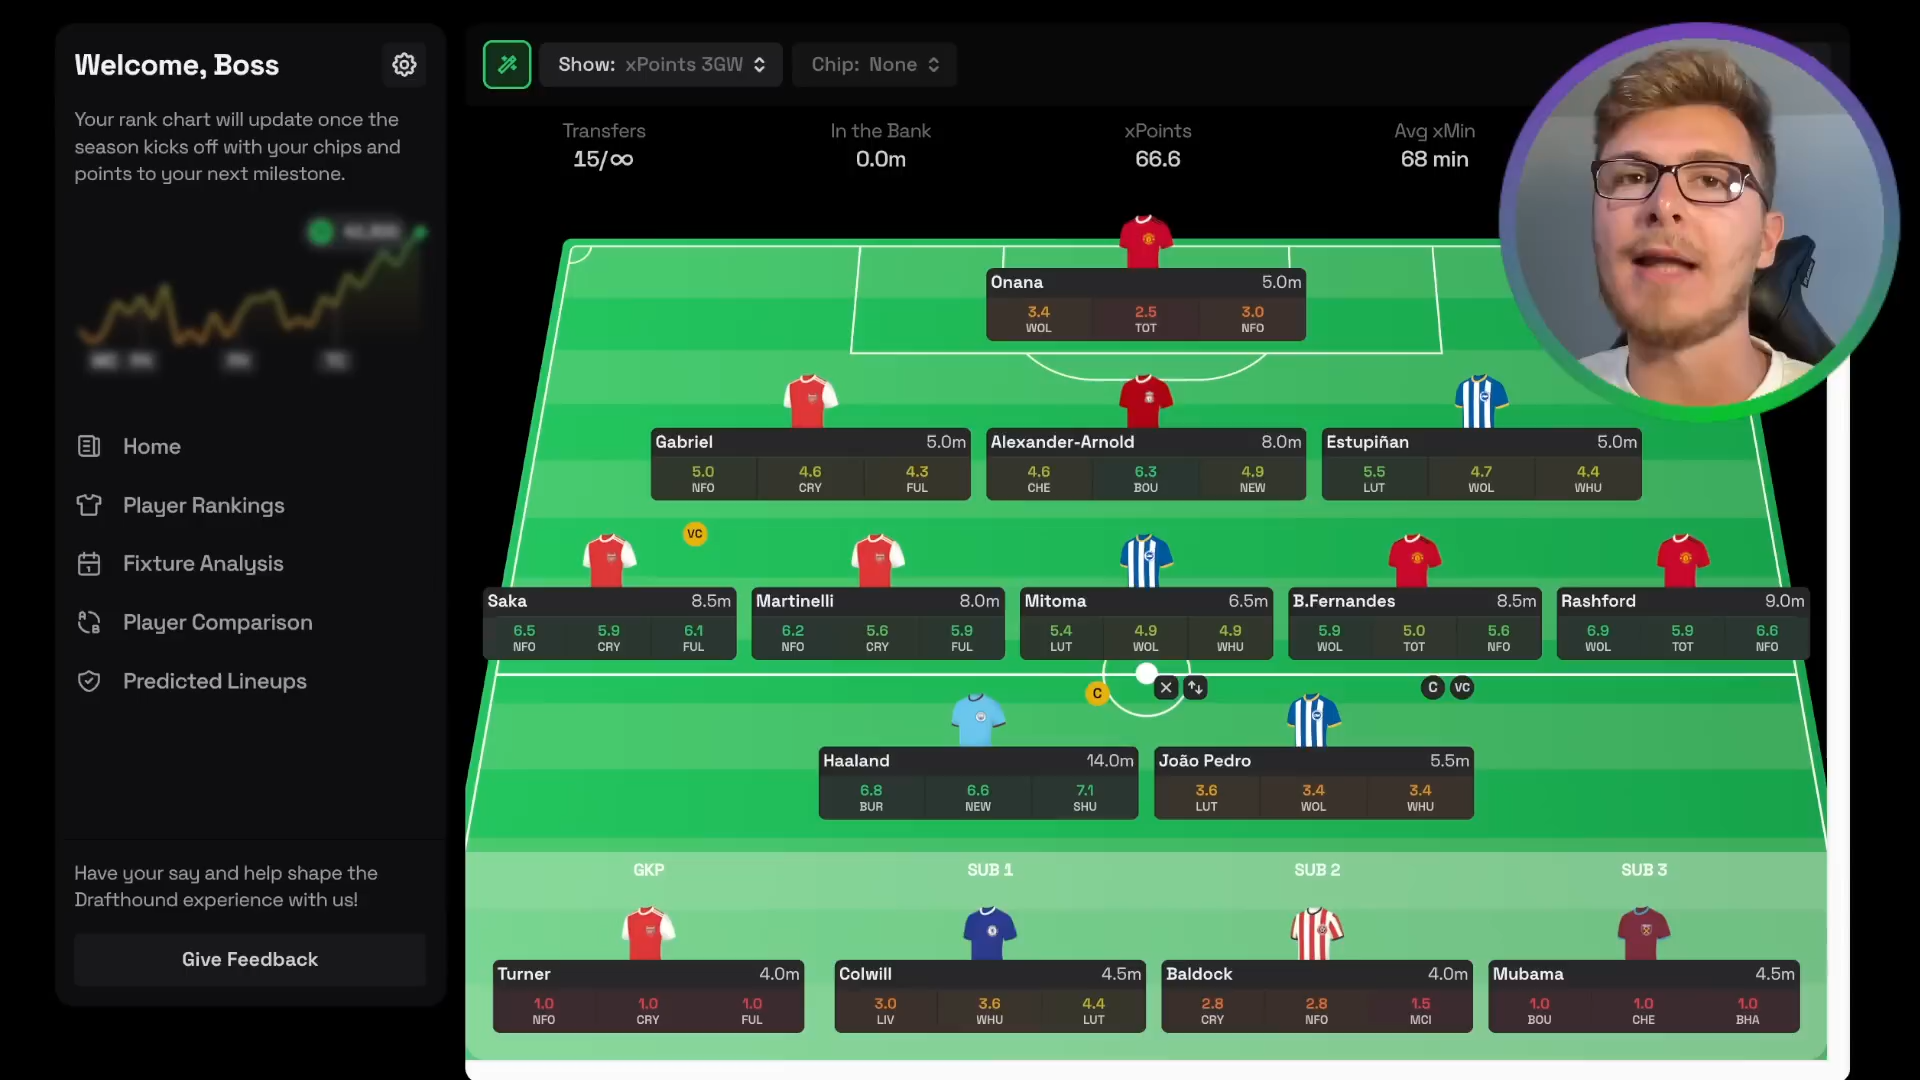 Welcome, Boss
Your rank chart will update once the
season kicks off with your chips and
points to your next milestone.
Home
Player Rankings
Fixture Analysis
Player Comparison
Predicted Lineups
Have your say and help shape the
Drafthound experience with us!
Give Feedback
Show: xPoints 3GW
Chip: None
Transfers In the Bank xPoints Avg xMin
15/∞ 0.0m 66.6 68 min
Onana 5.0m
3.4 2.5 3.0
WOL TOT NFO
Gabriel 5.0m Alexander-Arnold 8.0m Estupiñan 5.0m
5.0 4.6 4.3 4.6 6.3 4.9 5.5 4.7 4.4
NFO CRY FUL CHE BOU NEW LUT WOL WHU
VC
Saka 8.5m Martinelli 8.0m Mitoma 6.5m B.Fernandes 8.5m Rashford 9.0m
6.5 5.9 6.1 6.2 5.6 5.9 5.4 4.9 4.9 5.9 5.0 5.6 6.9 5.9 6.6
NFO CRY FUL NFO CRY FUL LUT WOL WHU WOL TOT NFO WOL TOT NFO
C C VC
Haaland 14.0m João Pedro 5.5m
6.8 6.6 7.1 3.6 3.4 3.4
BUR NEW SHU LUT WOL WHU
GKP SUB 1 SUB 2 SUB 3
Turner 4.0m Colwill 4.5m Baldock 4.0m Mubama 4.5m
1.0 1.0 1.0 3.0 3.6 4.4 2.8 2.8 1.5 1.0 1.0 1.0
NFO CRY FUL LIV WHU LUT CRY NFO MCI BOU CHE BHA